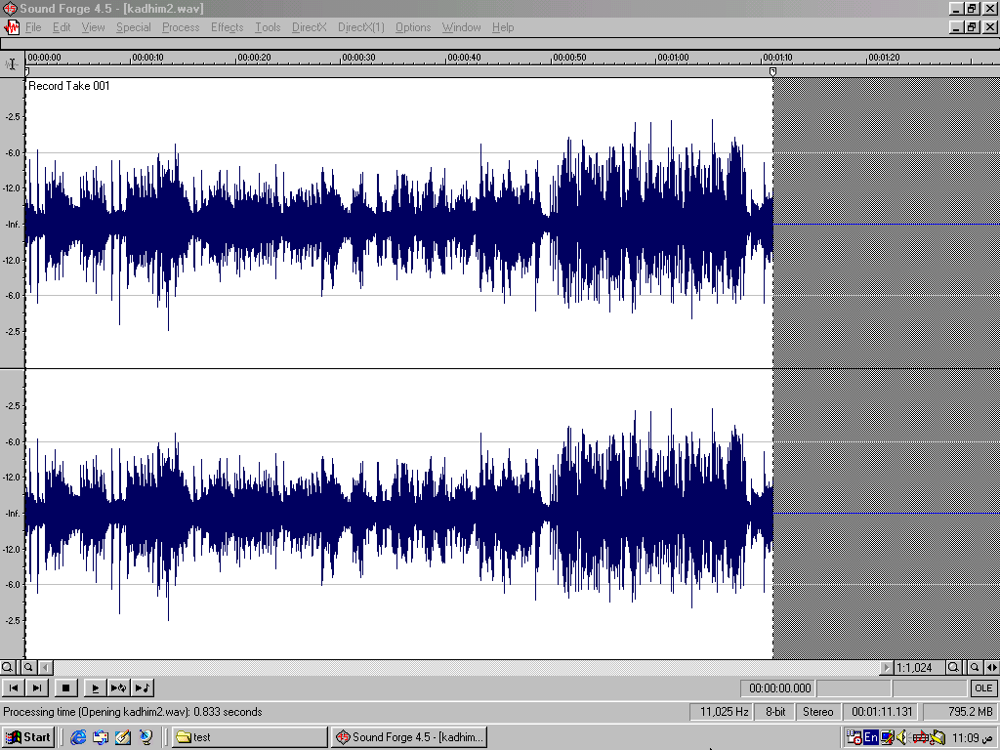 Sound Forge 4.5 - [kadhim2.wav]
File Edit View Special Process Effects Tools DirectX DirectX(1) Options Window Help
00:00:00 00:00:10 00:00:20 00:00:30 00:00:40 00:00:50 00:01:00 00:01:10 00:01:20
Record Take 001
-2.5
-6.0
-12.0
-Inf.
-12.0
-6.0
-2.5
-2.5
-6.0
-12.0
-Inf.
-12.0
-6.0
-2.5
1:1,024
00:00:00.000 OLE
Processing time (Opening kadhim2.wav): 0.833 seconds 11,025 Hz 8-bit Stereo 00:01:11.131 795.2 MB
Start test Sound Forge 4.5 - [kadhim... En 11:09 ص